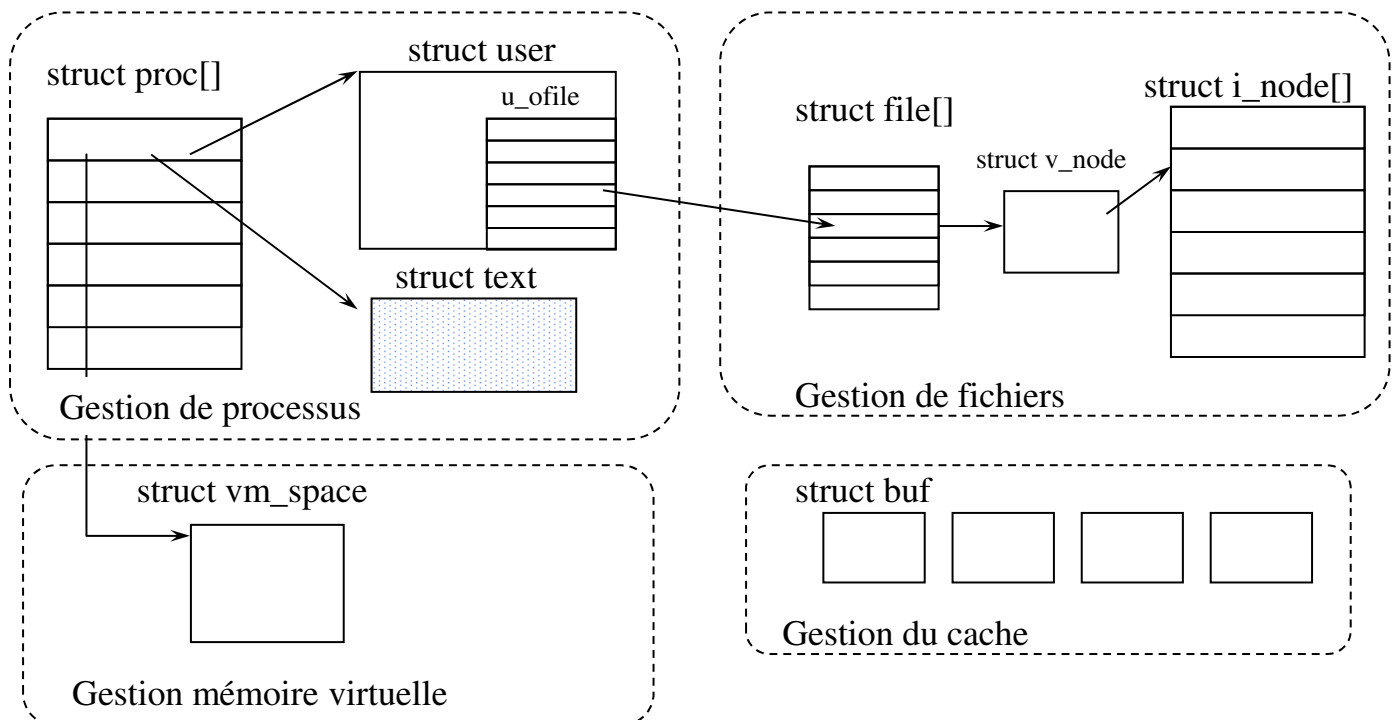 struct proc[]
struct user
u_ofile
struct text
Gestion de processus
struct file[]
struct v_node
struct i_node[]
Gestion de fichiers
struct vm_space
Gestion mémoire virtuelle
struct buf
Gestion du cache